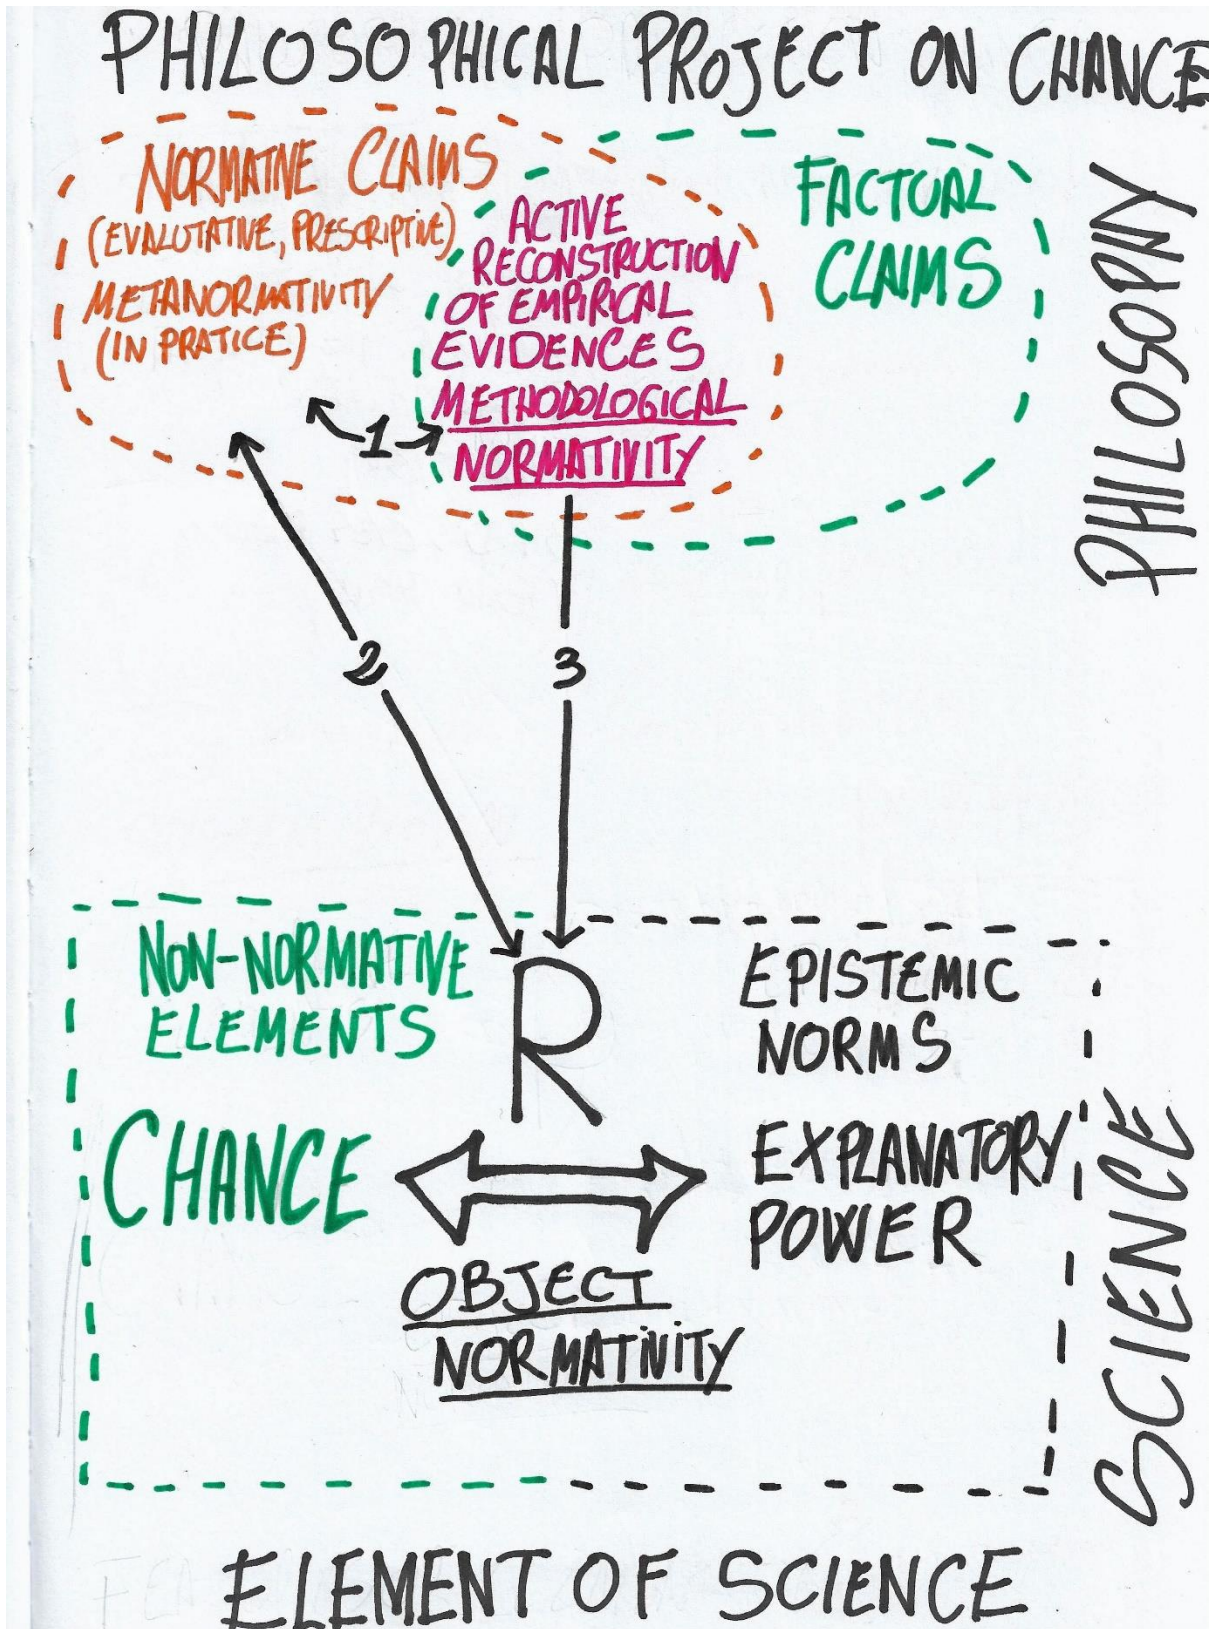 PHILOSOPHICAL PROJECT ON CHANCE
NORMATIVE CLAIMS
(EVALUTATIVE, PRESCRIPTIVE)
METANORMATIVITY
(IN PRATICE)
ACTIVE
RECONSTRUCTION
OF EMPIRICAL
EVIDENCES
METHODOLOGICAL
NORMATIVITY
FACTUAL
CLAIMS
PHILOSOPHY
1
2
3
NON-NORMATIVE
ELEMENTS
R
EPISTEMIC
NORMS
CHANCE
EXPLANATORY
POWER
OBJECT
NORMATIVITY
SCIENCE
ELEMENT OF SCIENCE